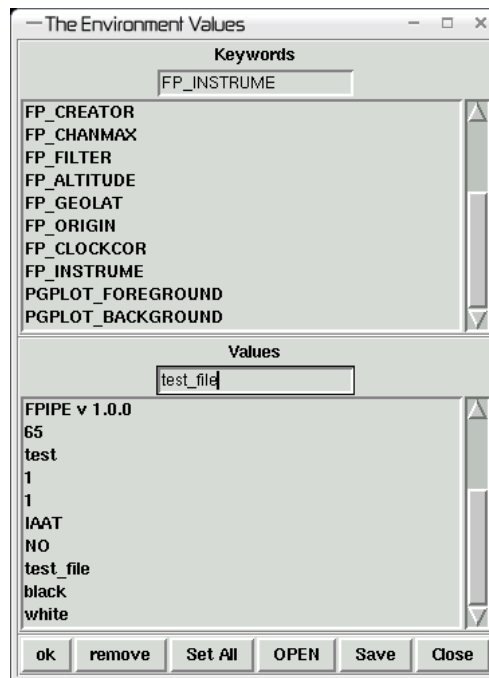 The Environment Values
Keywords
FP_INSTRUME
FP_CREATOR
FP_CHANMAX
FP_FILTER
FP_ALTITUDE
FP_GEOLAT
FP_ORIGIN
FP_CLOCKCOR
FP_INSTRUME
PGPLOT_FOREGROUND
PGPLOT_BACKGROUND
Values
test_file
FPIPE v 1.0.0
65
test
1
1
IAAT
NO
test_file
black
white
ok remove Set All OPEN Save Close